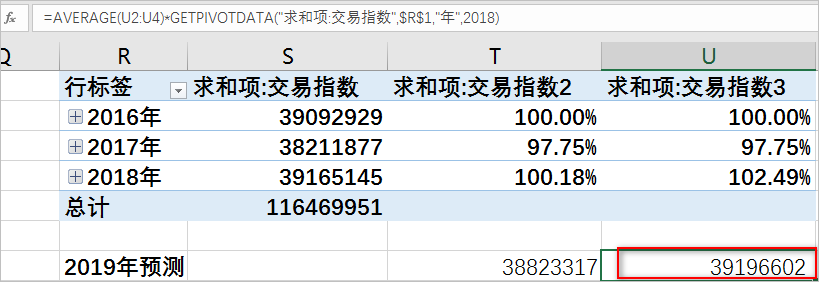 fx =AVERAGE(U2:U4)*GETPIVOTDATA("求和项:交易指数",$R$1,"年",2018)
Q R S T U
行标签 求和项:交易指数 求和项:交易指数2 求和项:交易指数3
2016年 39092929 100.00% 100.00%
2017年 38211877 97.75% 97.75%
2018年 39165145 100.18% 102.49%
总计 116469951
2019年预测 38823317 39196602